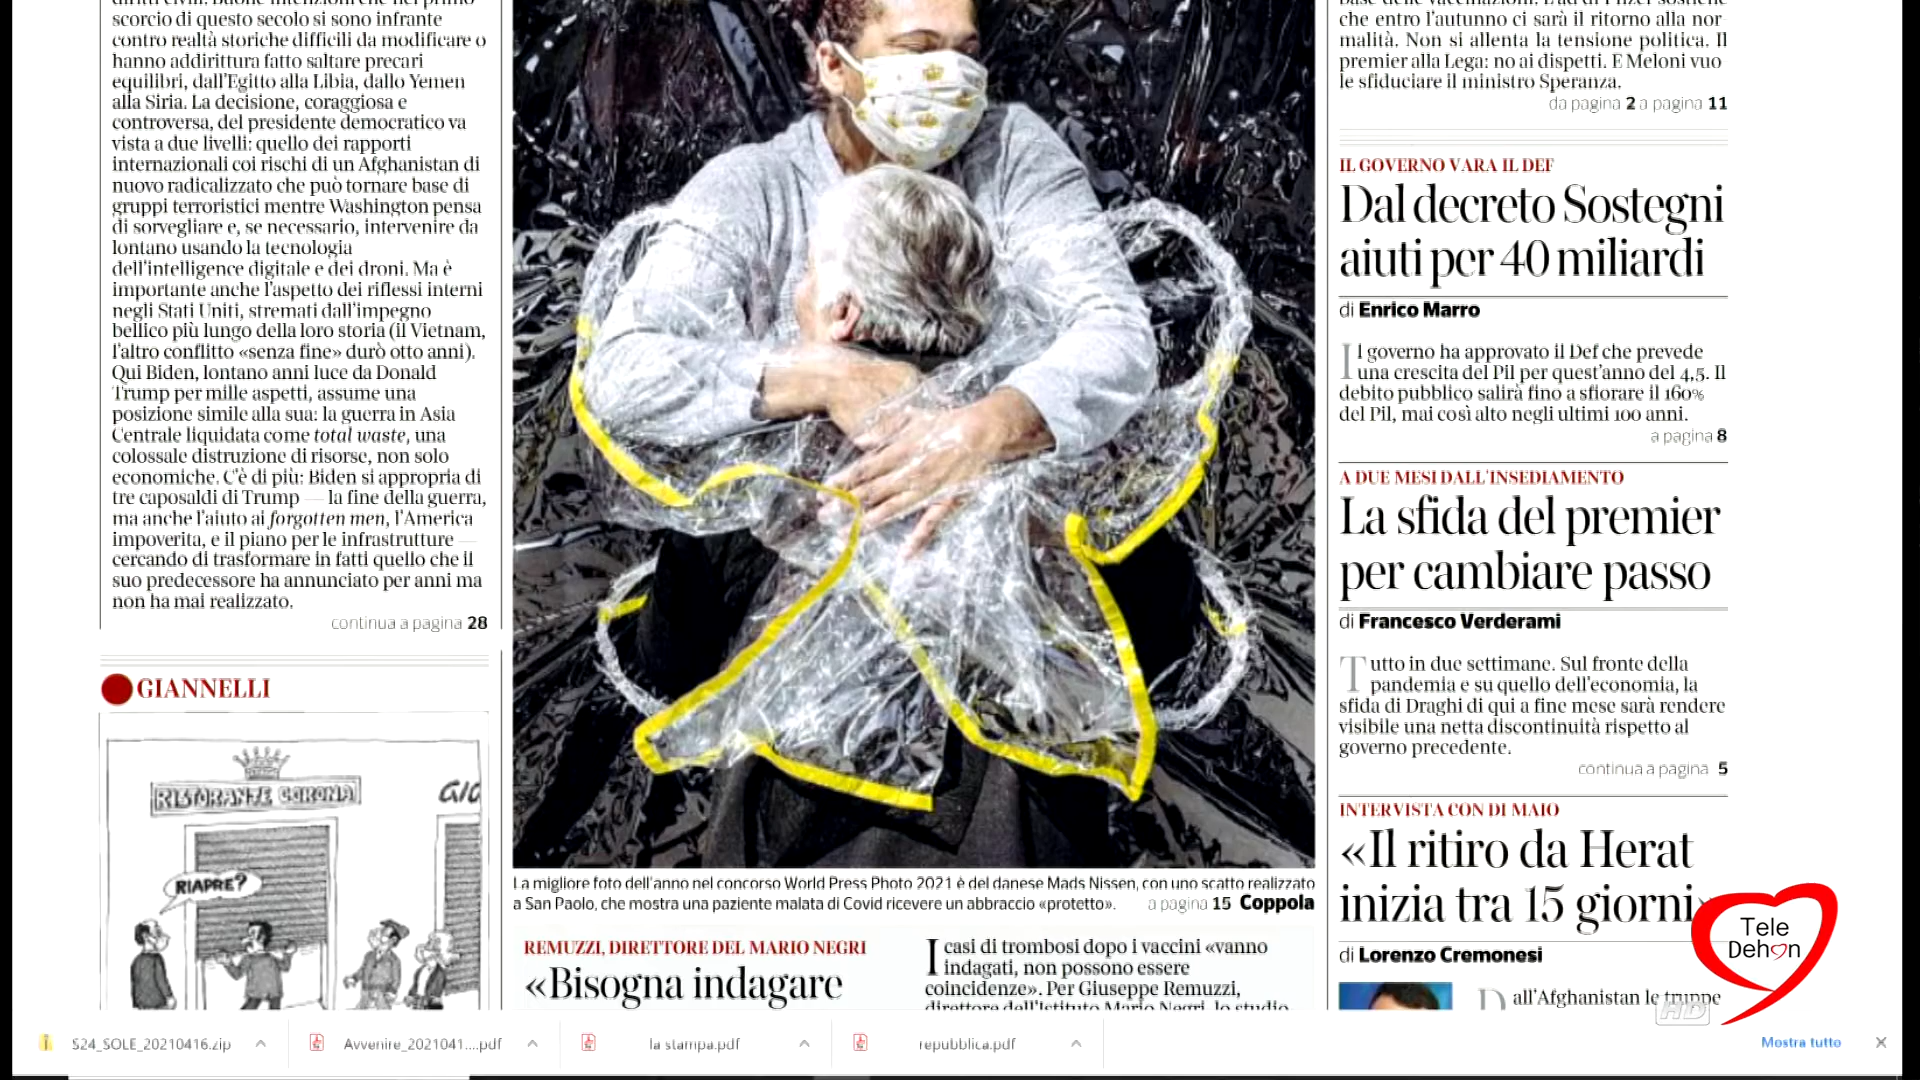 scorcio di questo secolo si sono infrante
contro realtà storiche difficili da modificare o
hanno addirittura fatto saltare precari
equilibri, dall'Egitto alla Libia, dallo Yemen
alla Siria. La decisione, coraggiosa e
controversa, del presidente democratico va
vista a due livelli: quello dei rapporti
internazionali coi rischi di un Afghanistan di
nuovo radicalizzato che può tornare base di
gruppi terroristici mentre Washington pensa
di sorvegliare e, se necessario, intervenire da
lontano usando la tecnologia
dell'intelligence digitale e dei droni. Ma è
importante anche l'aspetto dei riflessi interni
negli Stati Uniti, stremati dall'impegno
bellico più lungo della loro storia (il Vietnam,
l'altro conflitto «senza fine» durò otto anni).
Qui Biden, lontano anni luce da Donald
Trump per mille aspetti, assume una
posizione simile alla sua: la guerra in Asia
Centrale liquidata come total waste, una
colossale distruzione di risorse, non solo
economiche. C'è di più: Biden si appropria di
tre caposaldi di Trump — la fine della guerra,
ma anche l'aiuto ai forgotten men, l'America
impoverita, e il piano per le infrastrutture —
cercando di trasformare in fatti quello che il
suo predecessore ha annunciato per anni ma
non ha mai realizzato.
continua a pagina 28
GIANNELLI
RISTORANTE CORONA
GIO
RIAPRE?
La migliore foto dell'anno nel concorso World Press Photo 2021 è del danese Mads Nissen, con uno scatto realizzato
a San Paolo, che mostra una paziente malata di Covid ricevere un abbraccio «protetto». a pagina 15 Coppola
REMUZZI, DIRETTORE DEL MARIO NEGRI
«Bisogna indagare
I casi di trombosi dopo i vaccini «vanno
indagati, non possono essere
coincidenze». Per Giuseppe Remuzzi,
direttore dell'Istituto Mario Negri, lo studio
base delle vaccinazioni. L'ad di Pfizer sostiene
che entro l'autunno ci sarà il ritorno alla nor-
malità. Non si allenta la tensione politica. Il
premier alla Lega: no ai dispetti. E Meloni vuo
le sfiduciare il ministro Speranza.
da pagina 2 a pagina 11
IL GOVERNO VARA IL DEF
Dal decreto Sostegni
aiuti per 40 miliardi
di Enrico Marro
Il governo ha approvato il Def che prevede
una crescita del Pil per quest'anno del 4,5. Il
debito pubblico salirà fino a sfiorare il 160%
del Pil, mai così alto negli ultimi 100 anni.
a pagina 8
A DUE MESI DALL'INSEDIAMENTO
La sfida del premier
per cambiare passo
di Francesco Verderami
Tutto in due settimane. Sul fronte della
pandemia e su quello dell'economia, la
sfida di Draghi di qui a fine mese sarà rendere
visibile una netta discontinuità rispetto al
governo precedente.
continua a pagina 5
INTERVISTA CON DI MAIO
«Il ritiro da Herat
inizia tra 15 giorni»
di Lorenzo Cremonesi
Dall'Afghanistan le truppe
Tele
Dehon
HD
S24_SOLE_20210416.zip
Avvenire_2021041....pdf
la stampa.pdf
repubblica.pdf
Mostra tutto